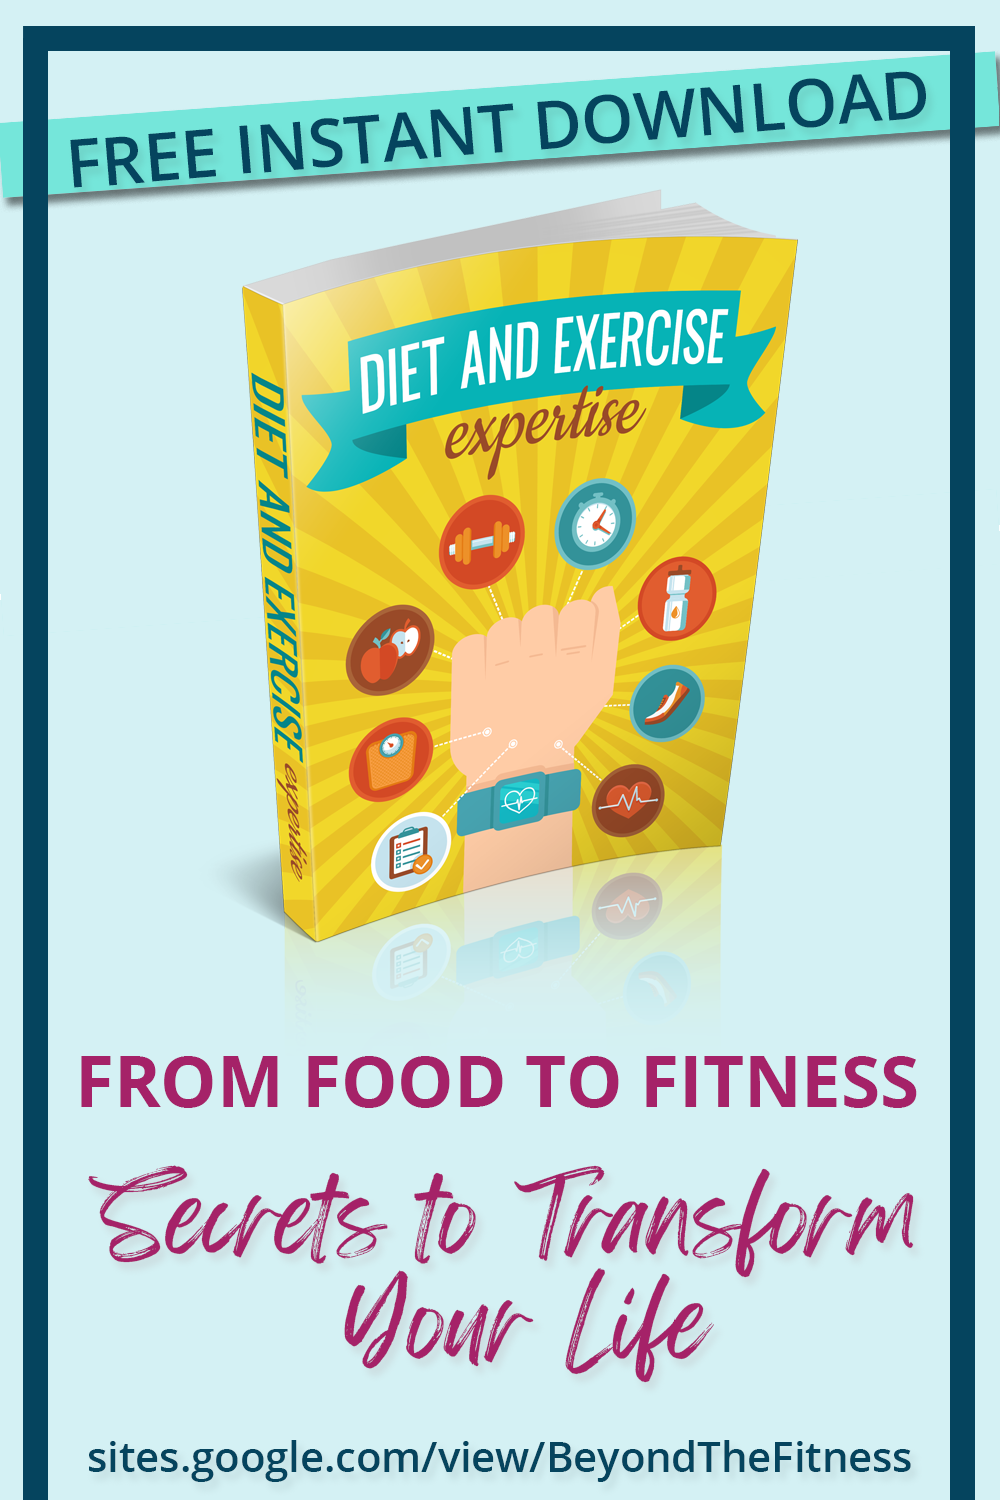 FREE INSTANT DOWNLOAD
DIET AND EXERCISE
expertise
DIET AND EXERCISE expertise
FROM FOOD TO FITNESS
Secrets to Transform
Your Life
sites.google.com/view/BeyondTheFitness